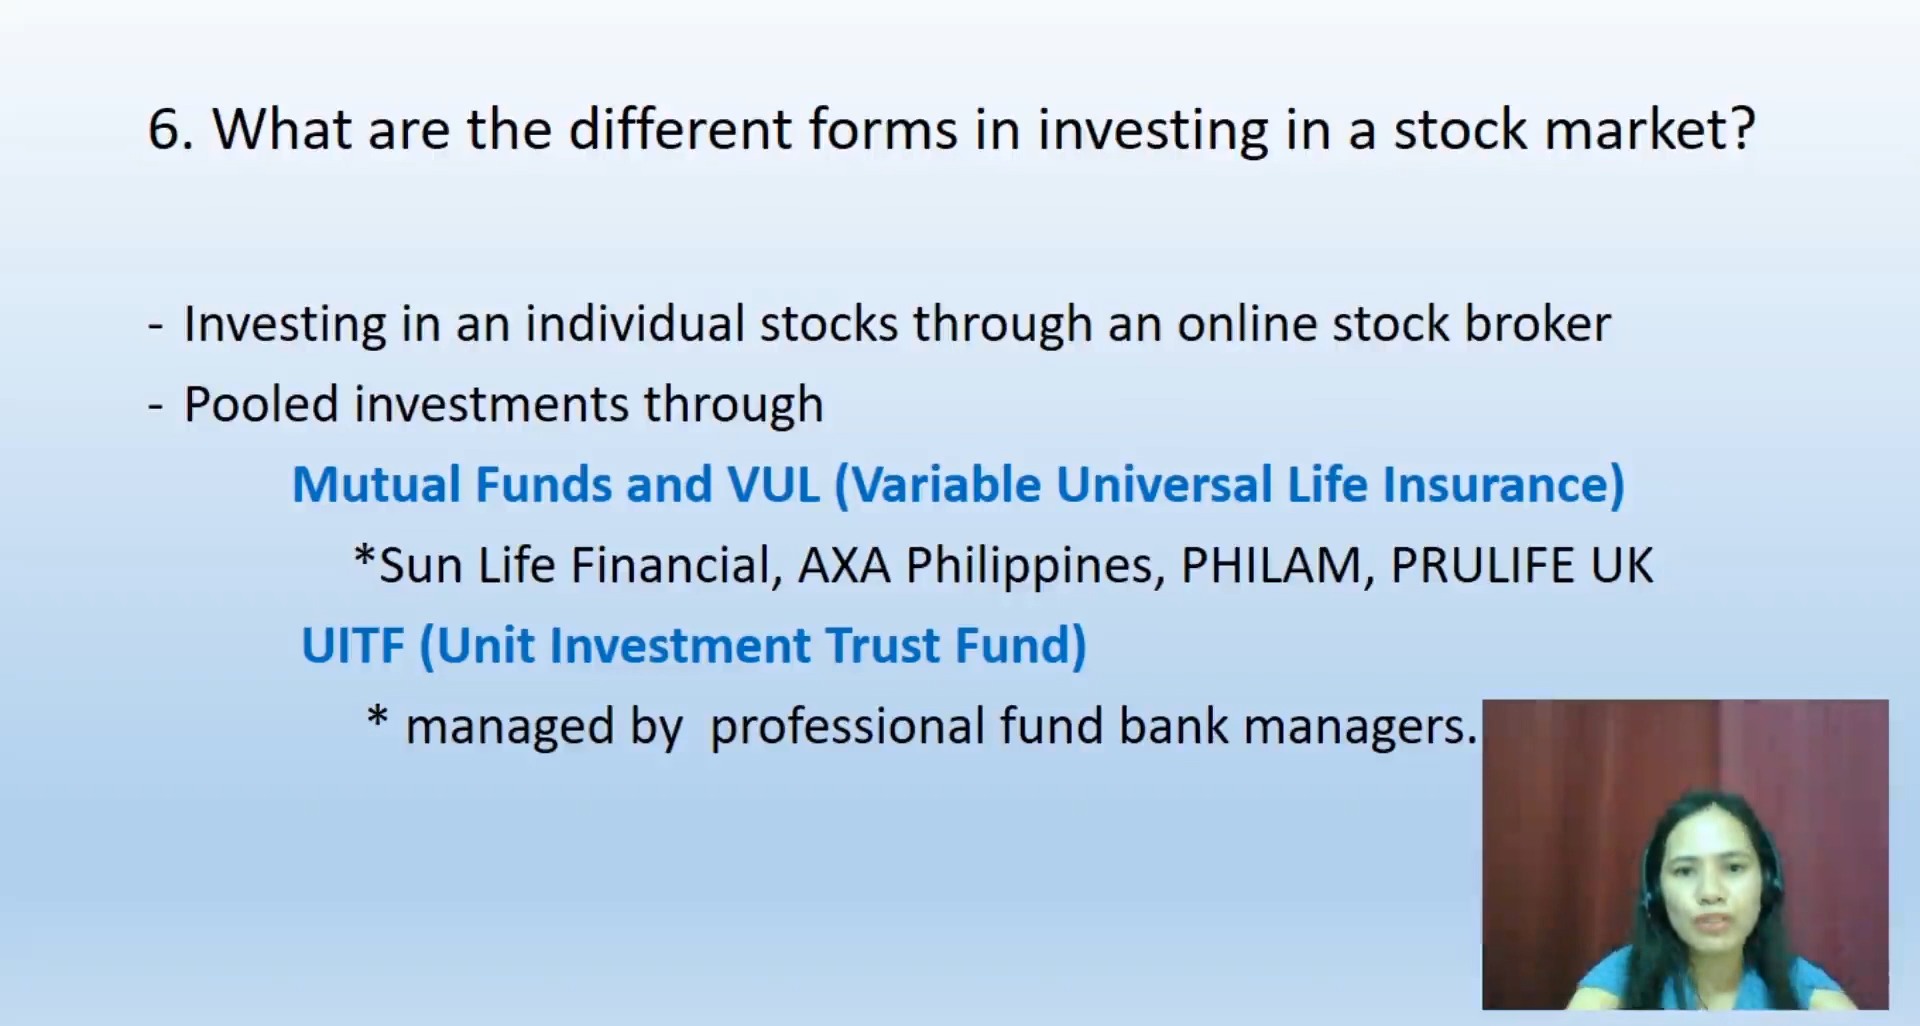 6. What are the different forms in investing in a stock market?
- Investing in an individual stocks through an online stock broker
- Pooled investments through
Mutual Funds and VUL (Variable Universal Life Insurance)
*Sun Life Financial, AXA Philippines, PHILAM, PRULIFE UK
UITF (Unit Investment Trust Fund)
* managed by  professional fund bank managers.